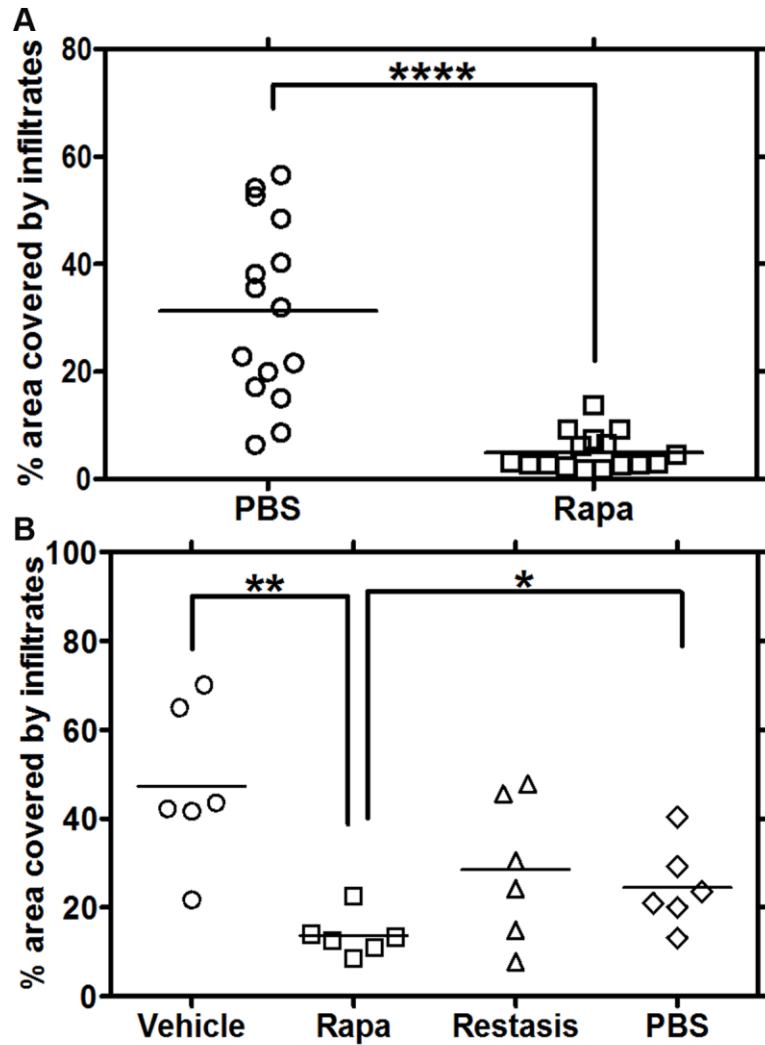 A
% area covered by infiltrates
80
60
40
20
0
****
PBS Rapa
B
% area covered by infiltrates
100
80
60
40
20
0
** *
Vehicle Rapa Restasis PBS